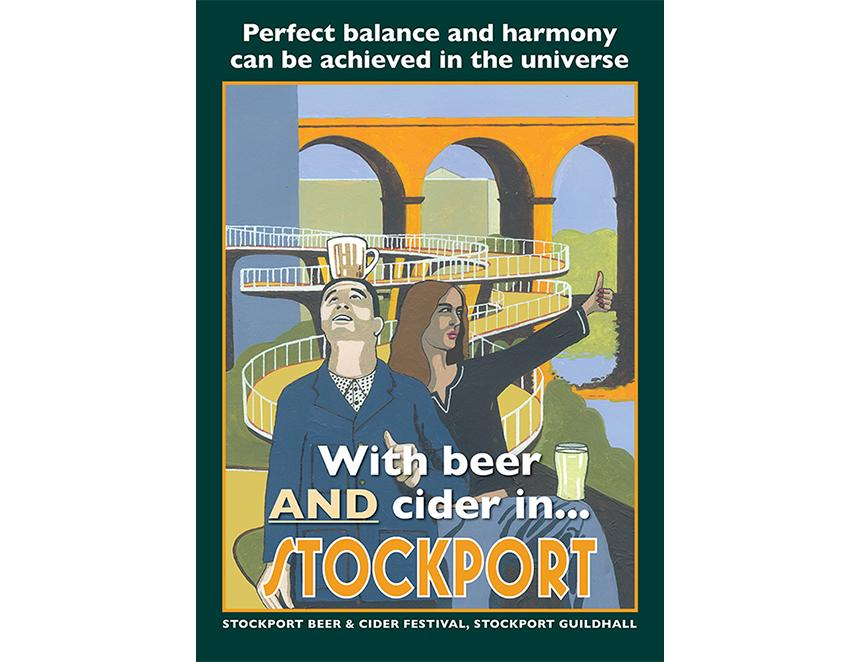 Perfect balance and harmony
can be achieved in the universe
With beer
AND cider in...
STOCKPORT
STOCKPORT BEER & CIDER FESTIVAL, STOCKPORT GUILDHALL